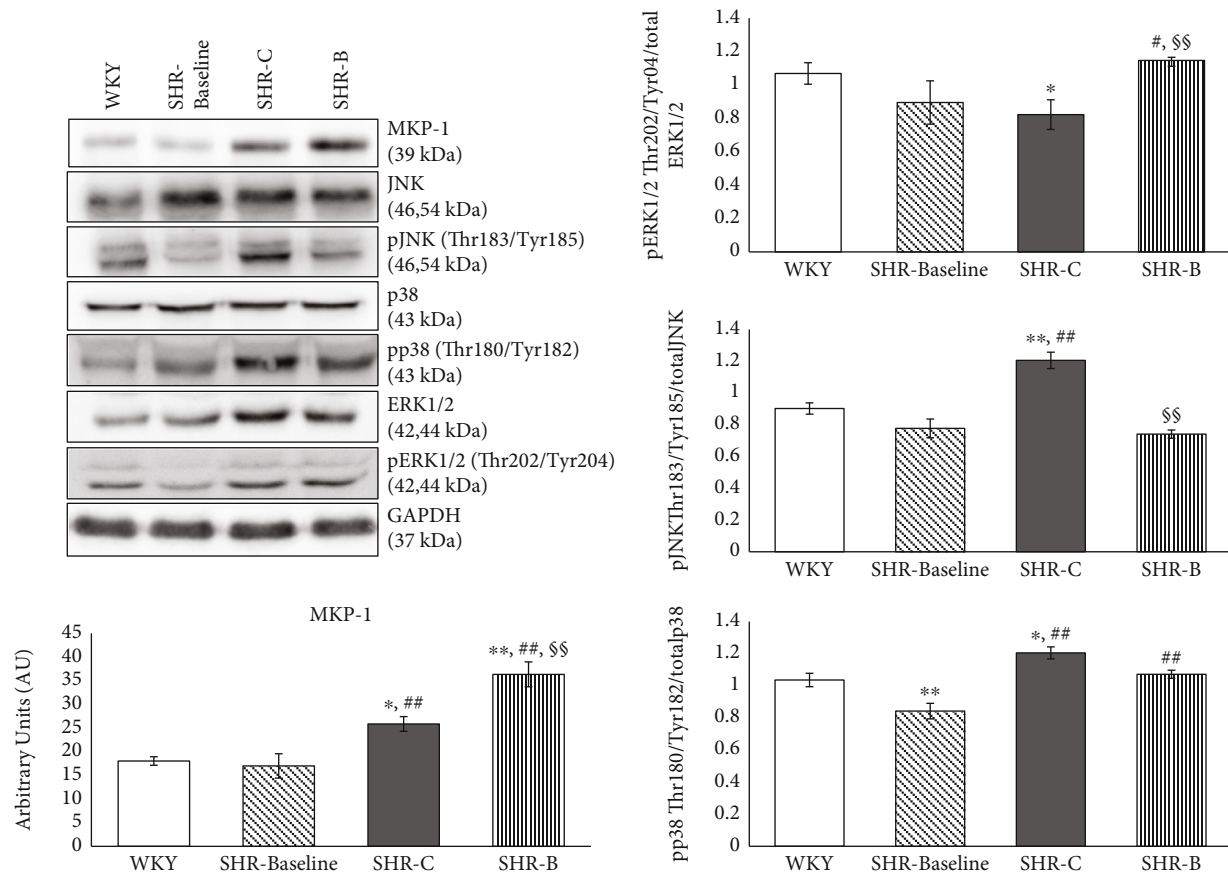 WKY
SHR-
Baseline
SHR-C
SHR-B
MKP-1
(39 kDa)
JNK
(46,54 kDa)
pJNK (Thr183/Tyr185)
(46,54 kDa)
p38
(43 kDa)
pp38 (Thr180/Tyr182)
(43 kDa)
ERK1/2
(42,44 kDa)
pERK1/2 (Thr202/Tyr204)
(42,44 kDa)
GAPDH
(37 kDa)
MKP-1
Arbitrary Units (AU)
45
40
35
30
25
20
15
10
5
0
*, ##
**, ##, §§
WKY
SHR-Baseline
SHR-C
SHR-B
pERK1/2 Thr202/Tyr04/total
ERK1/2
1.4
1.2
1
0.8
0.6
0.4
0.2
0
*
#, §§
WKY
SHR-Baseline
SHR-C
SHR-B
pJNKThr183/Tyr185/totalJNK
1.4
1.2
1
0.8
0.6
0.4
0.2
0
**, ##
§§
WKY
SHR-Baseline
SHR-C
SHR-B
pp38 Thr180/Tyr182/totalp38
1.4
1.2
1
0.8
0.6
0.4
0.2
0
**
*, ##
##
WKY
SHR-Baseline
SHR-C
SHR-B